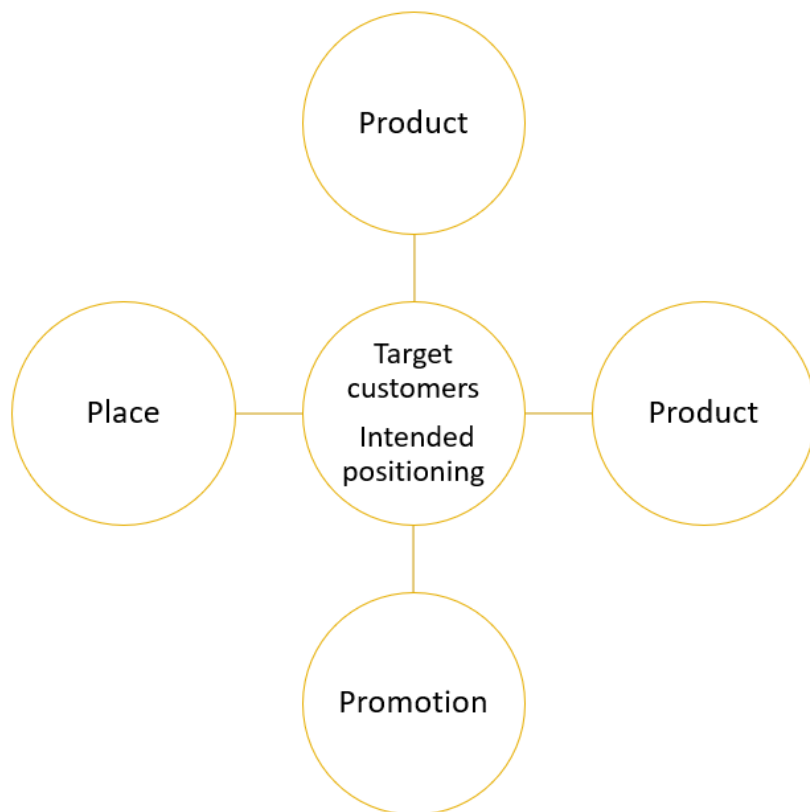 Product
Place
Target
customers
Intended
positioning
Product
Promotion